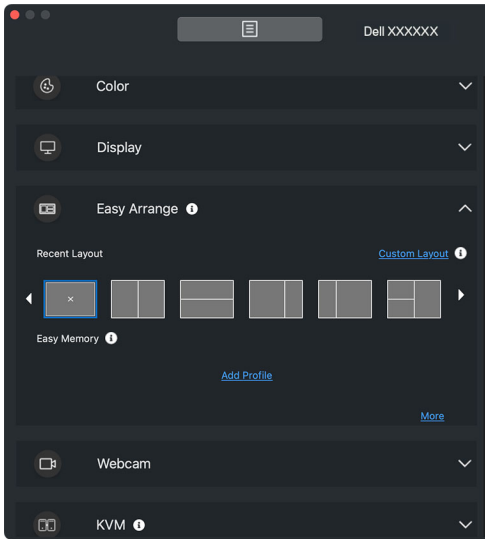 Dell XXXXXX
Color
Display
Easy Arrange
Recent Layout
Custom Layout
Easy Memory
Add Profile
More
Webcam
KVM